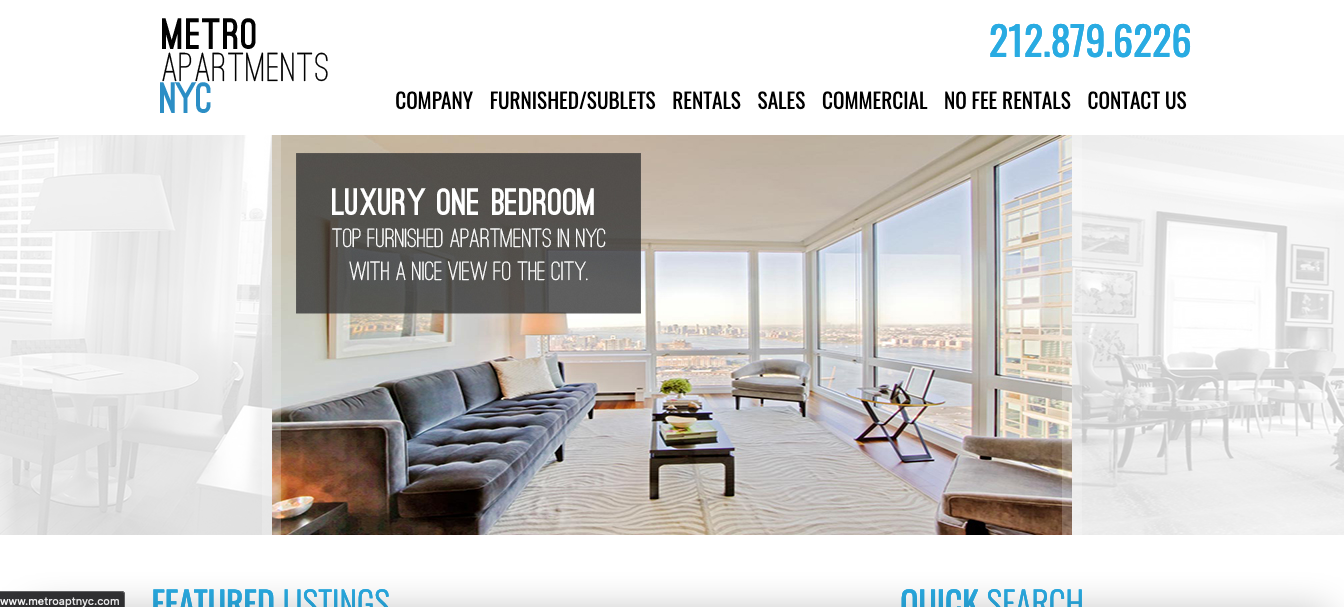 METRO
APARTMENTS
NYC
212.879.6226
COMPANY FURNISHED/SUBLETS RENTALS SALES COMMERCIAL NO FEE RENTALS CONTACT US
LUXURY ONE BEDROOM
TOP FURNISHED APARTMENTS IN NYC
WITH A NICE VIEW FO THE CITY.
FEATURED LISTINGS
QUICK SEARCH
www.metroaptnyc.com